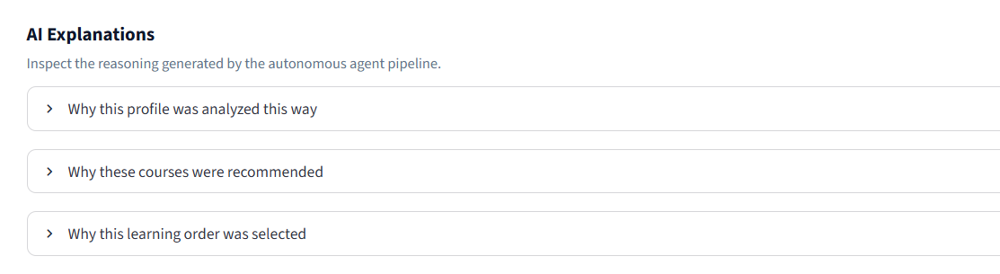 AI Explanations
Inspect the reasoning generated by the autonomous agent pipeline.
Why this profile was analyzed this way
Why these courses were recommended
Why this learning order was selected